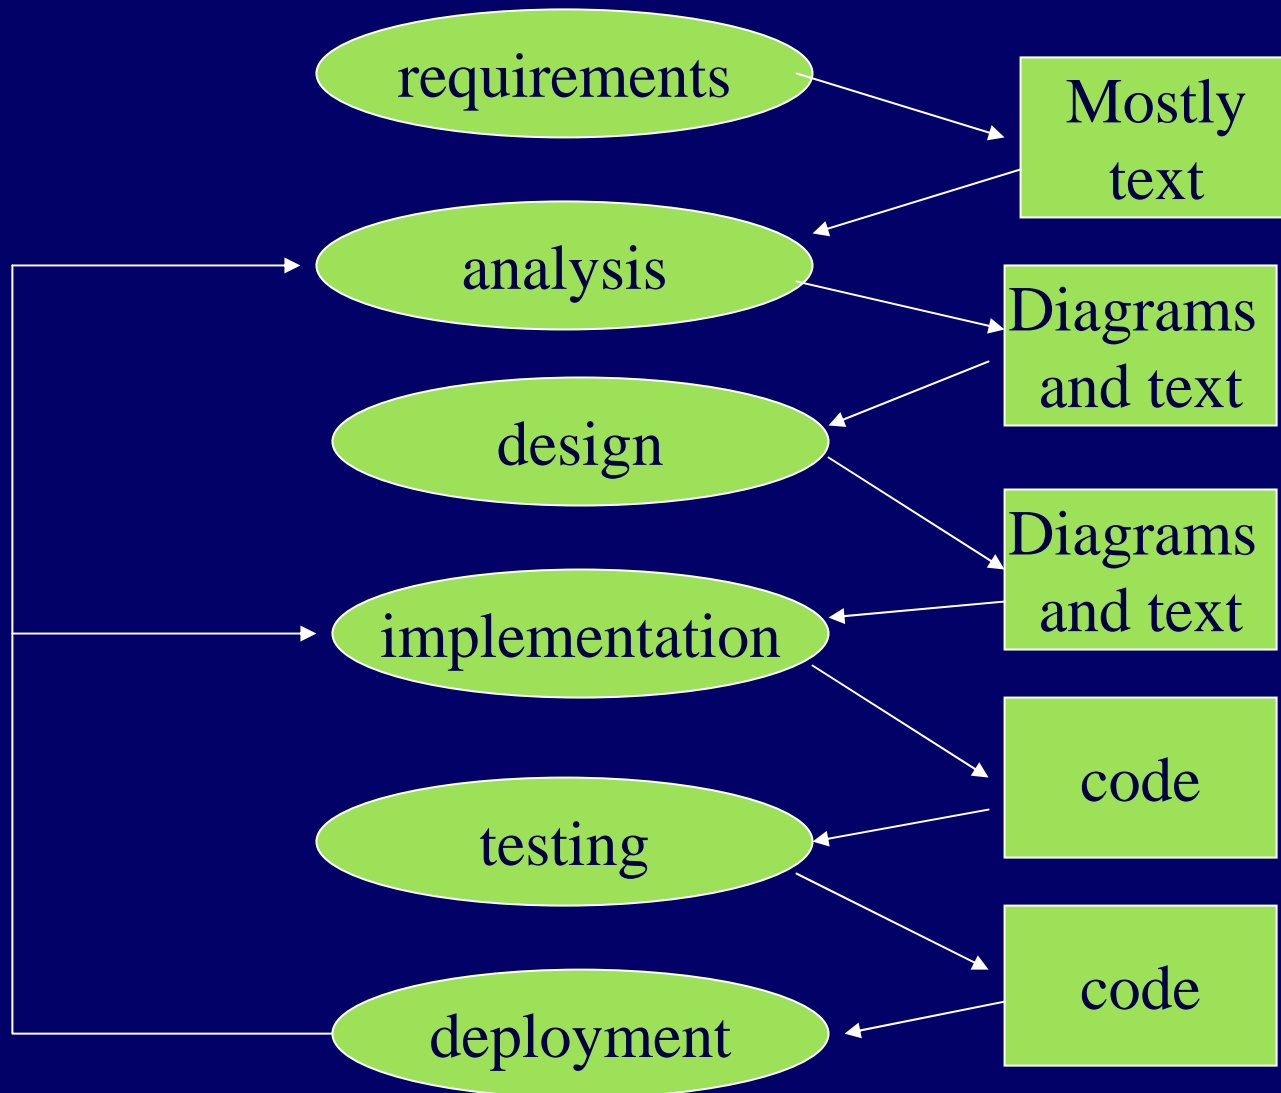 requirements
Mostly
text
analysis
Diagrams
and text
design
Diagrams
and text
implementation
code
testing
code
deployment